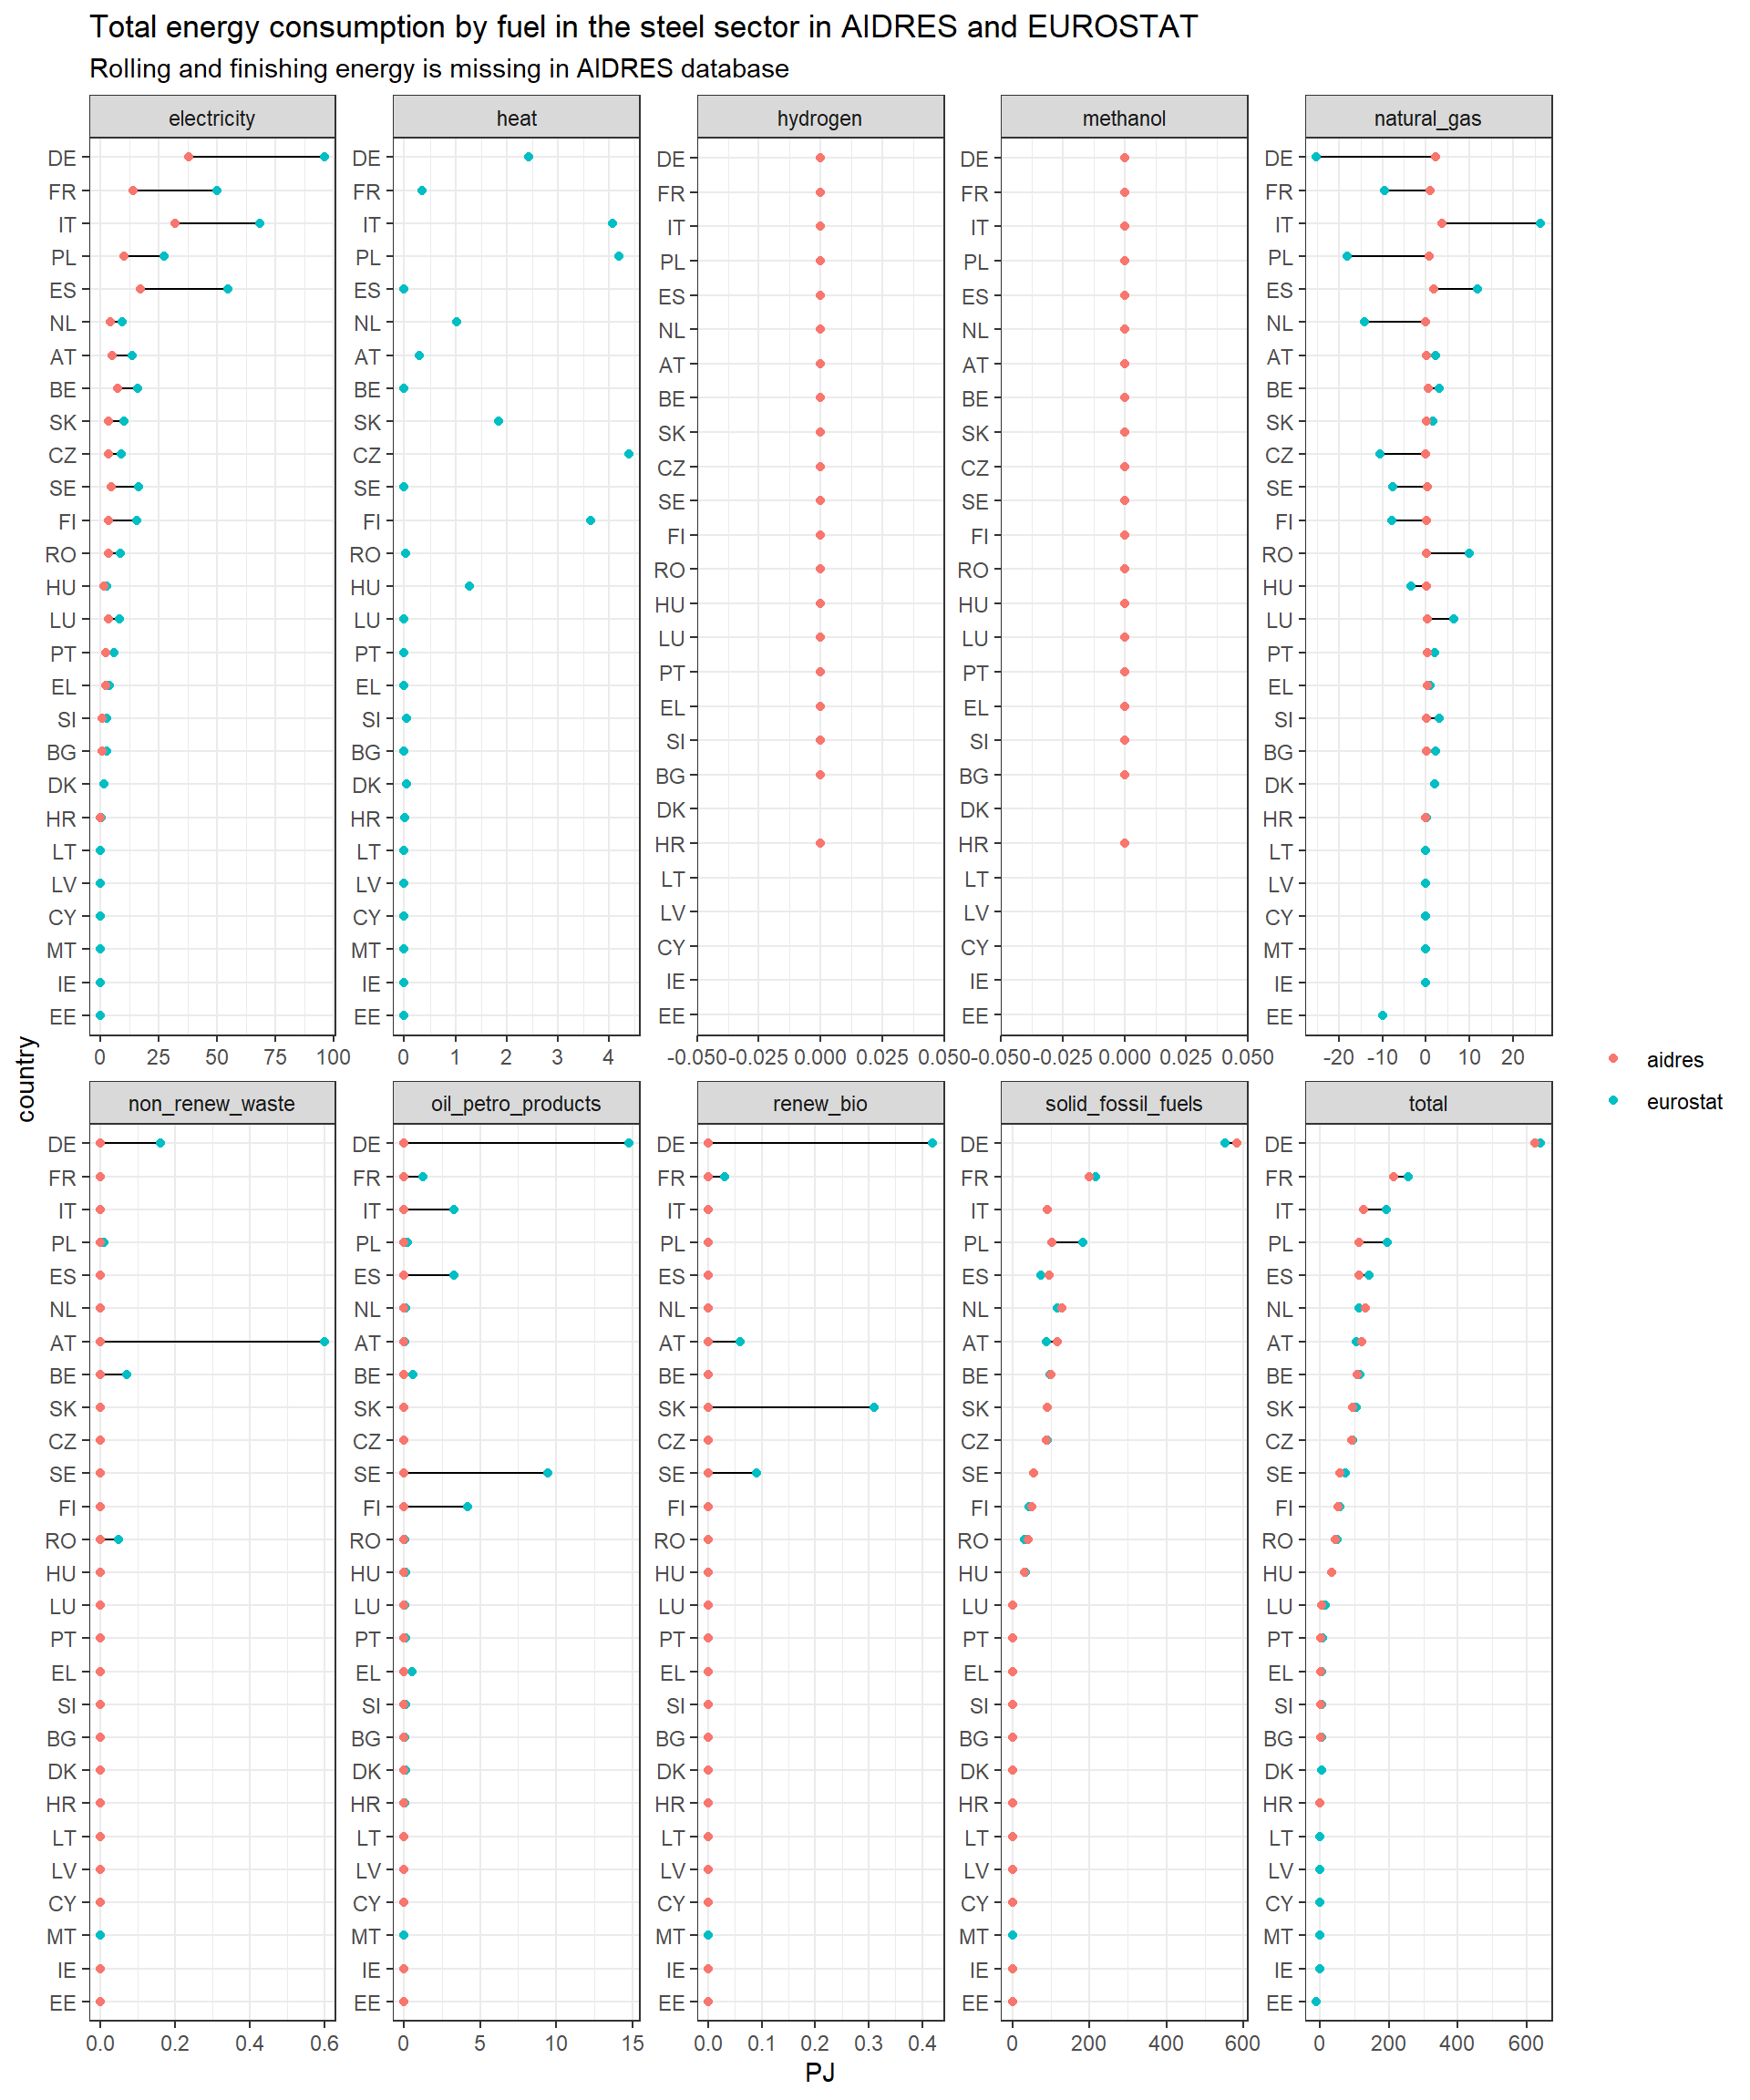 Total energy consumption by fuel in the steel sector in AIDRES and EUROSTAT
Rolling and finishing energy is missing in AIDRES database
electricity
DE
FR
IT
PL
ES
NL
AT
BE
SK
CZ
SE
FI
RO
HU
LU
PT
EL
SI
BG
DK
HR
LT
LV
CY
MT
IE
EE
0 25 50 75 100
heat
DE
FR
IT
PL
ES
NL
AT
BE
SK
CZ
SE
FI
RO
HU
LU
PT
EL
SI
BG
DK
HR
LT
LV
CY
MT
IE
EE
0 1 2 3 4
hydrogen
DE
FR
IT
PL
ES
NL
AT
BE
SK
CZ
SE
FI
RO
HU
LU
PT
EL
SI
BG
DK
HR
LT
LV
CY
IE
EE
-0.050 -0.025 0.000 0.025 0.050
methanol
DE
FR
IT
PL
ES
NL
AT
BE
SK
CZ
SE
FI
RO
HU
LU
PT
EL
SI
BG
DK
HR
LT
LV
CY
IE
EE
-0.050 -0.025 0.000 0.025 0.050
natural_gas
DE
FR
IT
PL
ES
NL
AT
BE
SK
CZ
SE
FI
RO
HU
LU
PT
EL
SI
BG
DK
HR
LT
LV
CY
MT
IE
EE
-20 -10 0 10 20
country
non_renew_waste
DE
FR
IT
PL
ES
NL
AT
BE
SK
CZ
SE
FI
RO
HU
LU
PT
EL
SI
BG
DK
HR
LT
LV
CY
MT
IE
EE
0.0 0.2 0.4 0.6
oil_petro_products
DE
FR
IT
PL
ES
NL
AT
BE
SK
CZ
SE
FI
RO
HU
LU
PT
EL
SI
BG
DK
HR
LT
LV
CY
MT
IE
EE
0 5 10 15
renew_bio
DE
FR
IT
PL
ES
NL
AT
BE
SK
CZ
SE
FI
RO
HU
LU
PT
EL
SI
BG
DK
HR
LT
LV
CY
MT
IE
EE
0.0 0.1 0.2 0.3 0.4
solid_fossil_fuels
DE
FR
IT
PL
ES
NL
AT
BE
SK
CZ
SE
FI
RO
HU
LU
PT
EL
SI
BG
DK
HR
LT
LV
CY
MT
IE
EE
0 200 400 600
total
DE
FR
IT
PL
ES
NL
AT
BE
SK
CZ
SE
FI
RO
HU
LU
PT
EL
SI
BG
DK
HR
LT
LV
CY
MT
IE
EE
0 200 400 600
PJ
aidres
eurostat